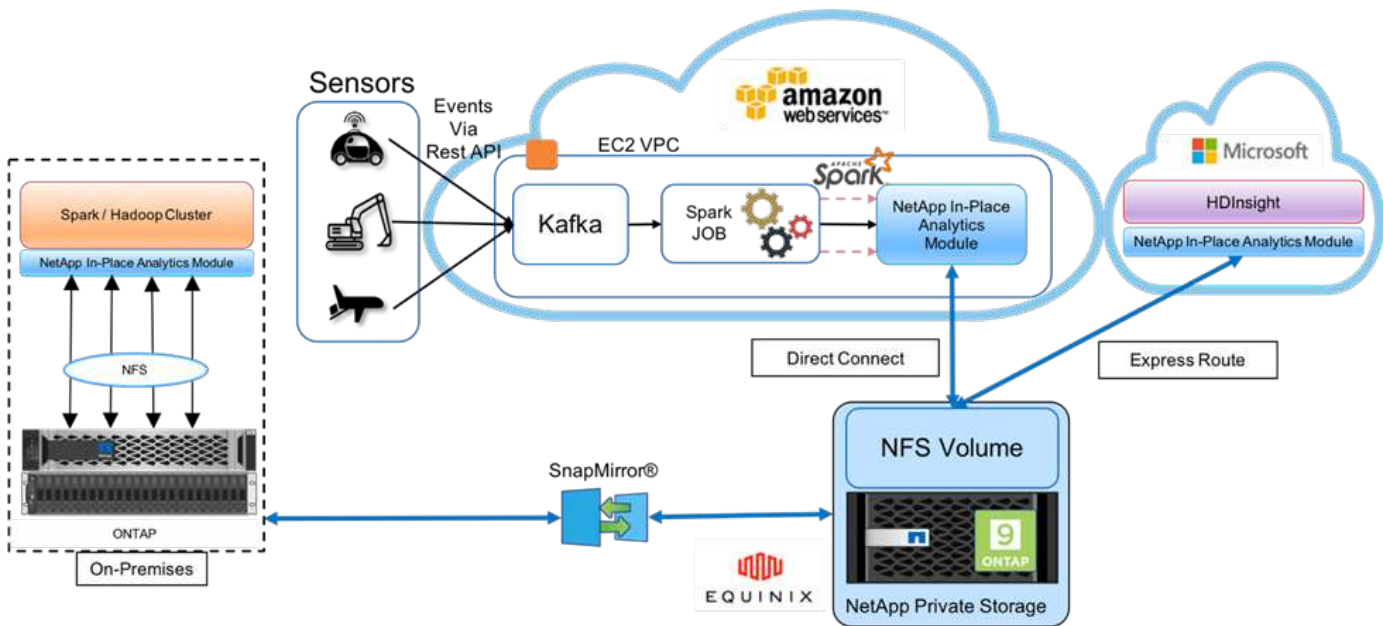 Sensors
Events
Via
Rest API
amazon
web services™
EC2 VPC
APACHE
Spark
Kafka
Spark
JOB
NetApp In-Place
Analytics
Module
Microsoft
HDInsight
NetApp In-Place Analytics Module
Spark / Hadoop Cluster
NetApp In-Place Analytics Module
NFS
ONTAP
On-Premises
Direct Connect
Express Route
SnapMirror®
EQUINIX
NFS Volume
9
ONTAP
NetApp Private Storage